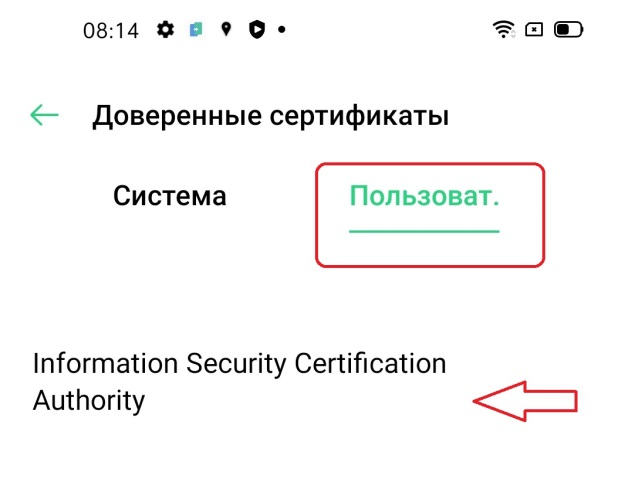 08:14
Доверенные сертификаты
Система
Пользоват.
Information Security Certification
Authority